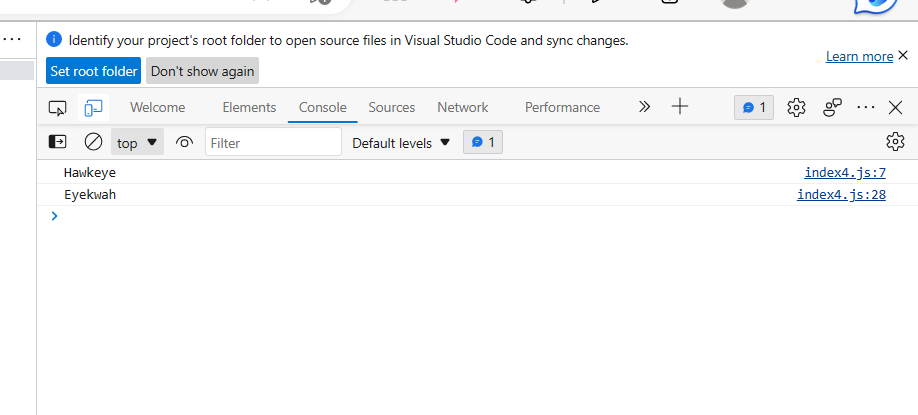 Identify your project's root folder to open source files in Visual Studio Code and sync changes.
Learn more
Set root folder Don't show again
Welcome Elements Console Sources Network Performance 1
top Filter Default levels 1
Hawkeye index4.js:7
Eyekwah index4.js:28